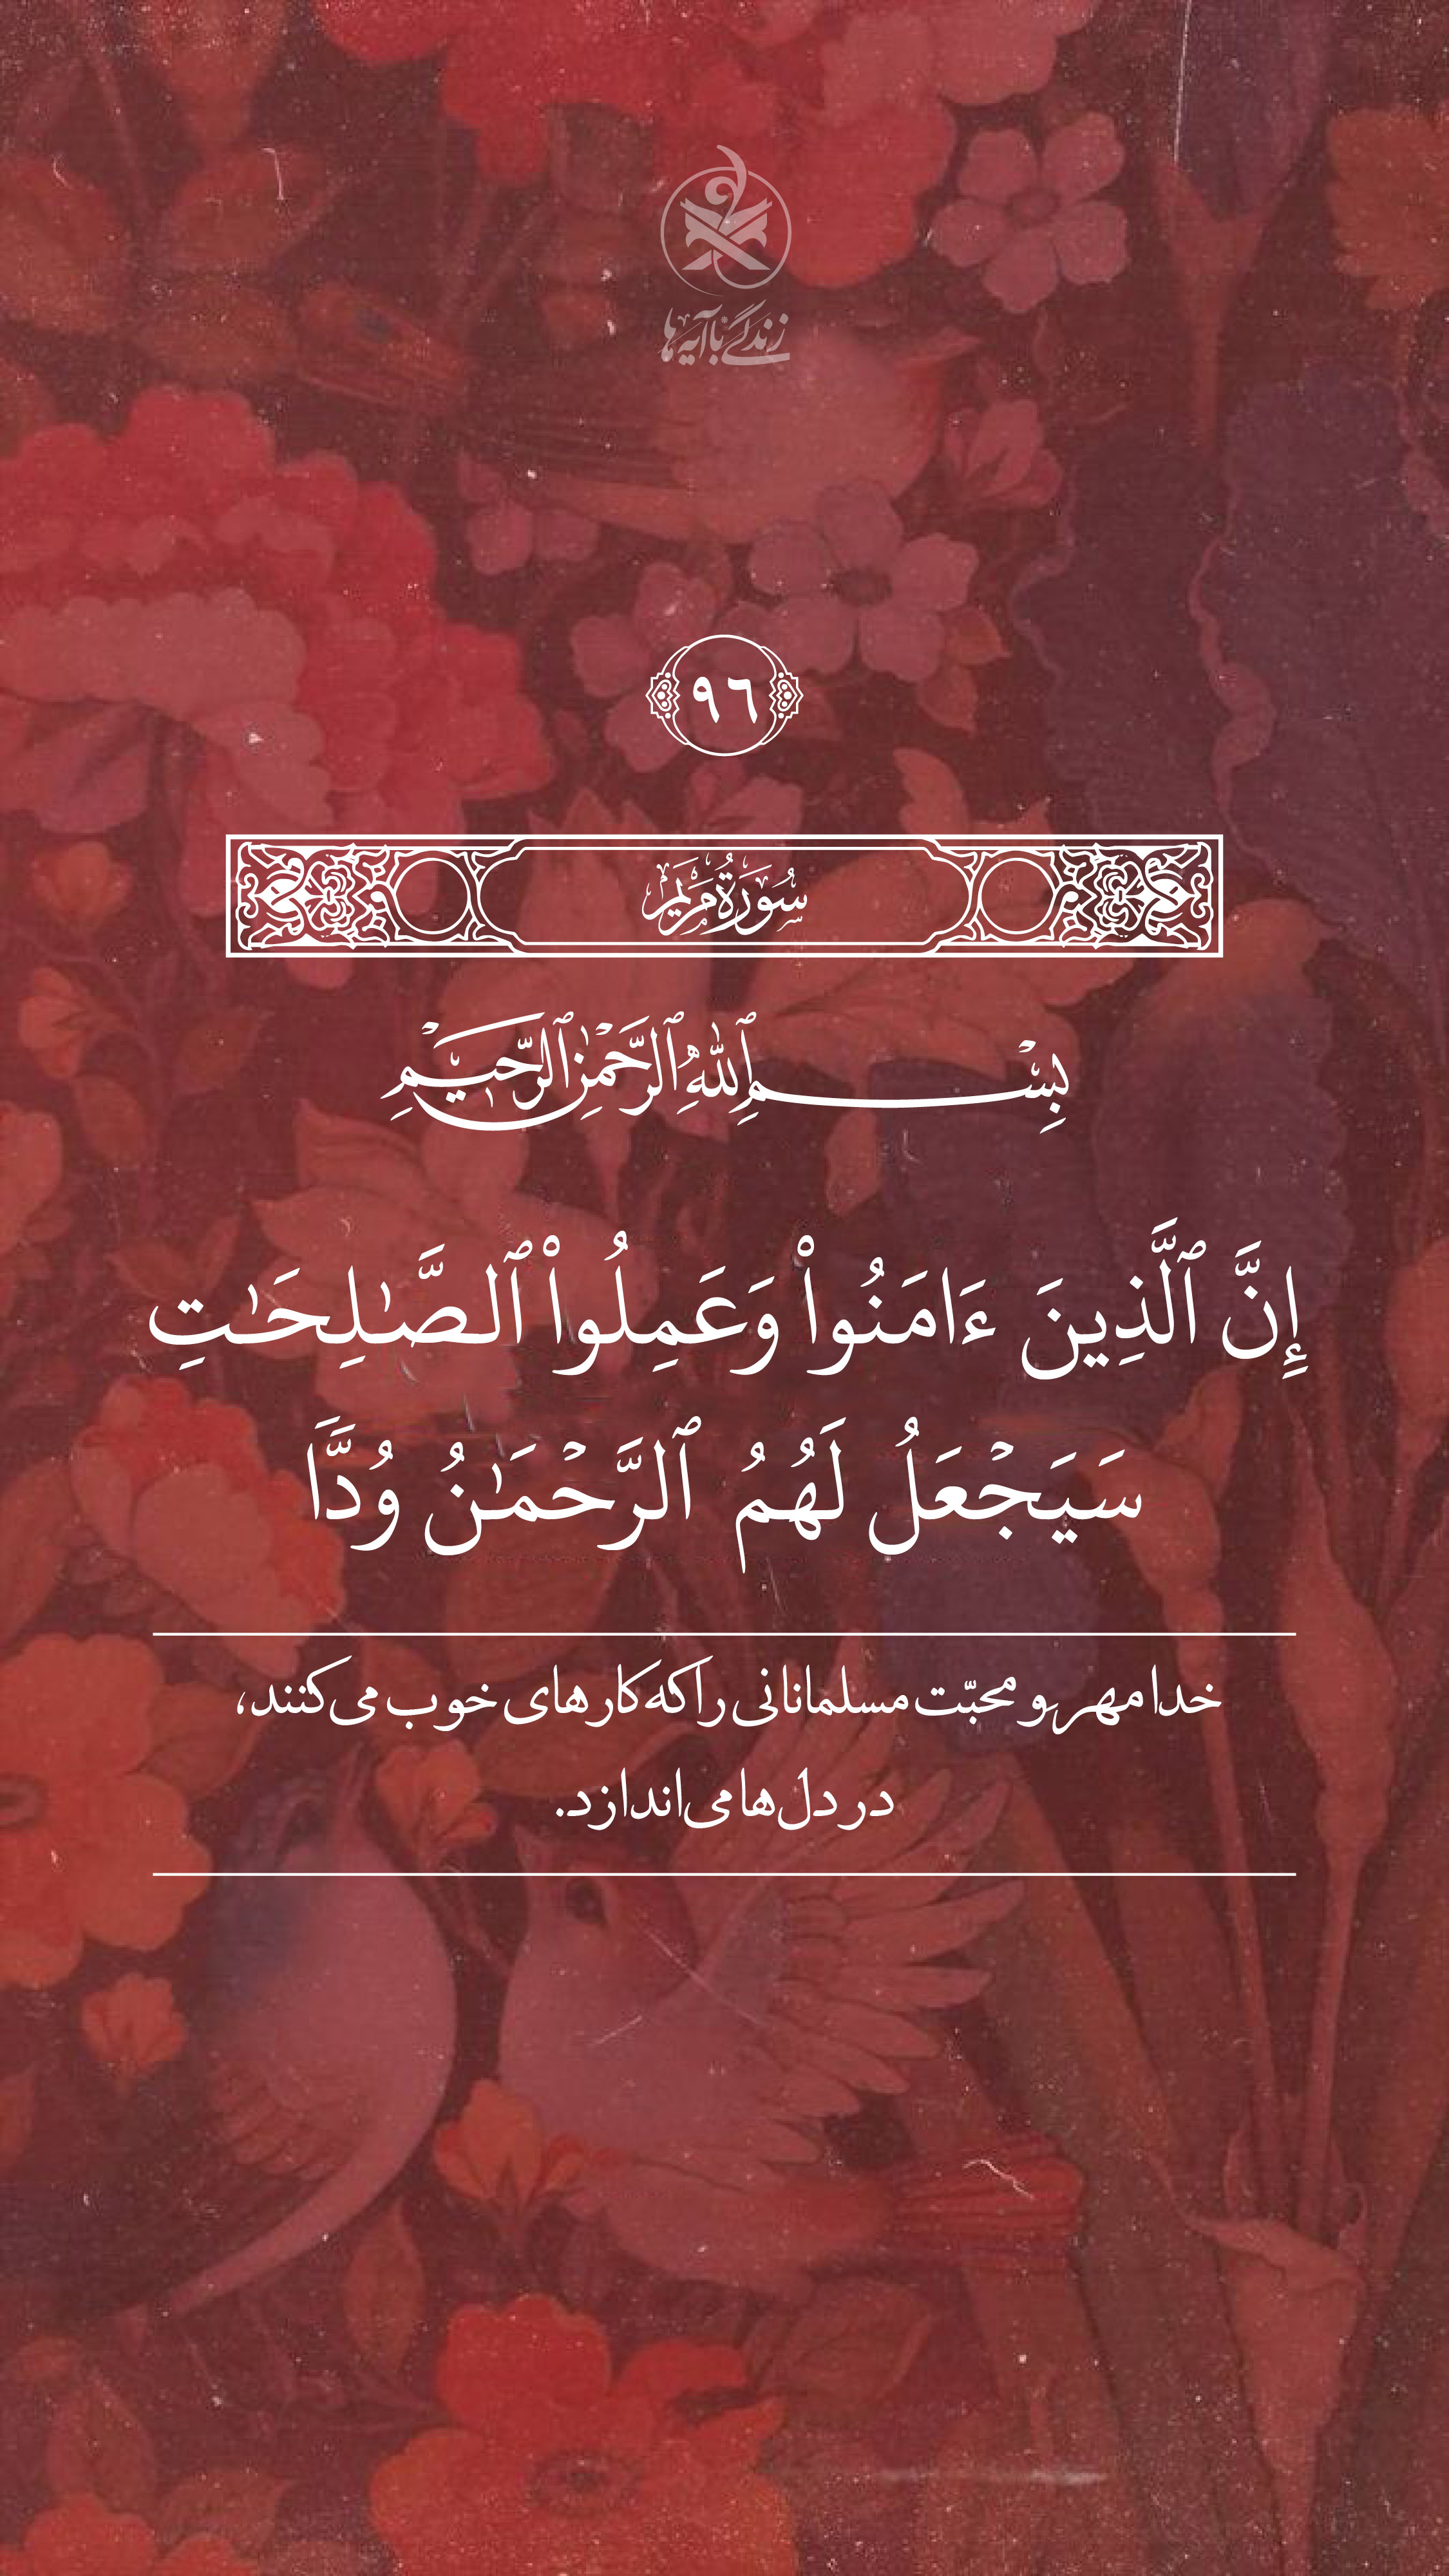 زندگی با آیه‌ها
٩٦
سُورَةُ مَرْيَم
بِسْمِ ٱللَّهِ ٱلرَّحْمَٰنِ ٱلرَّحِيمِ
إِنَّ ٱلَّذِينَ ءَامَنُوا۟ وَعَمِلُوا۟ ٱلصَّـٰلِحَـٰتِ
سَيَجْعَلُ لَهُمُ ٱلرَّحْمَـٰنُ وُدًّا
خدا مهر و محبّت مسلمانانی را که کارهای خوب می‌کنند،
در دل‌ها می‌اندازد.